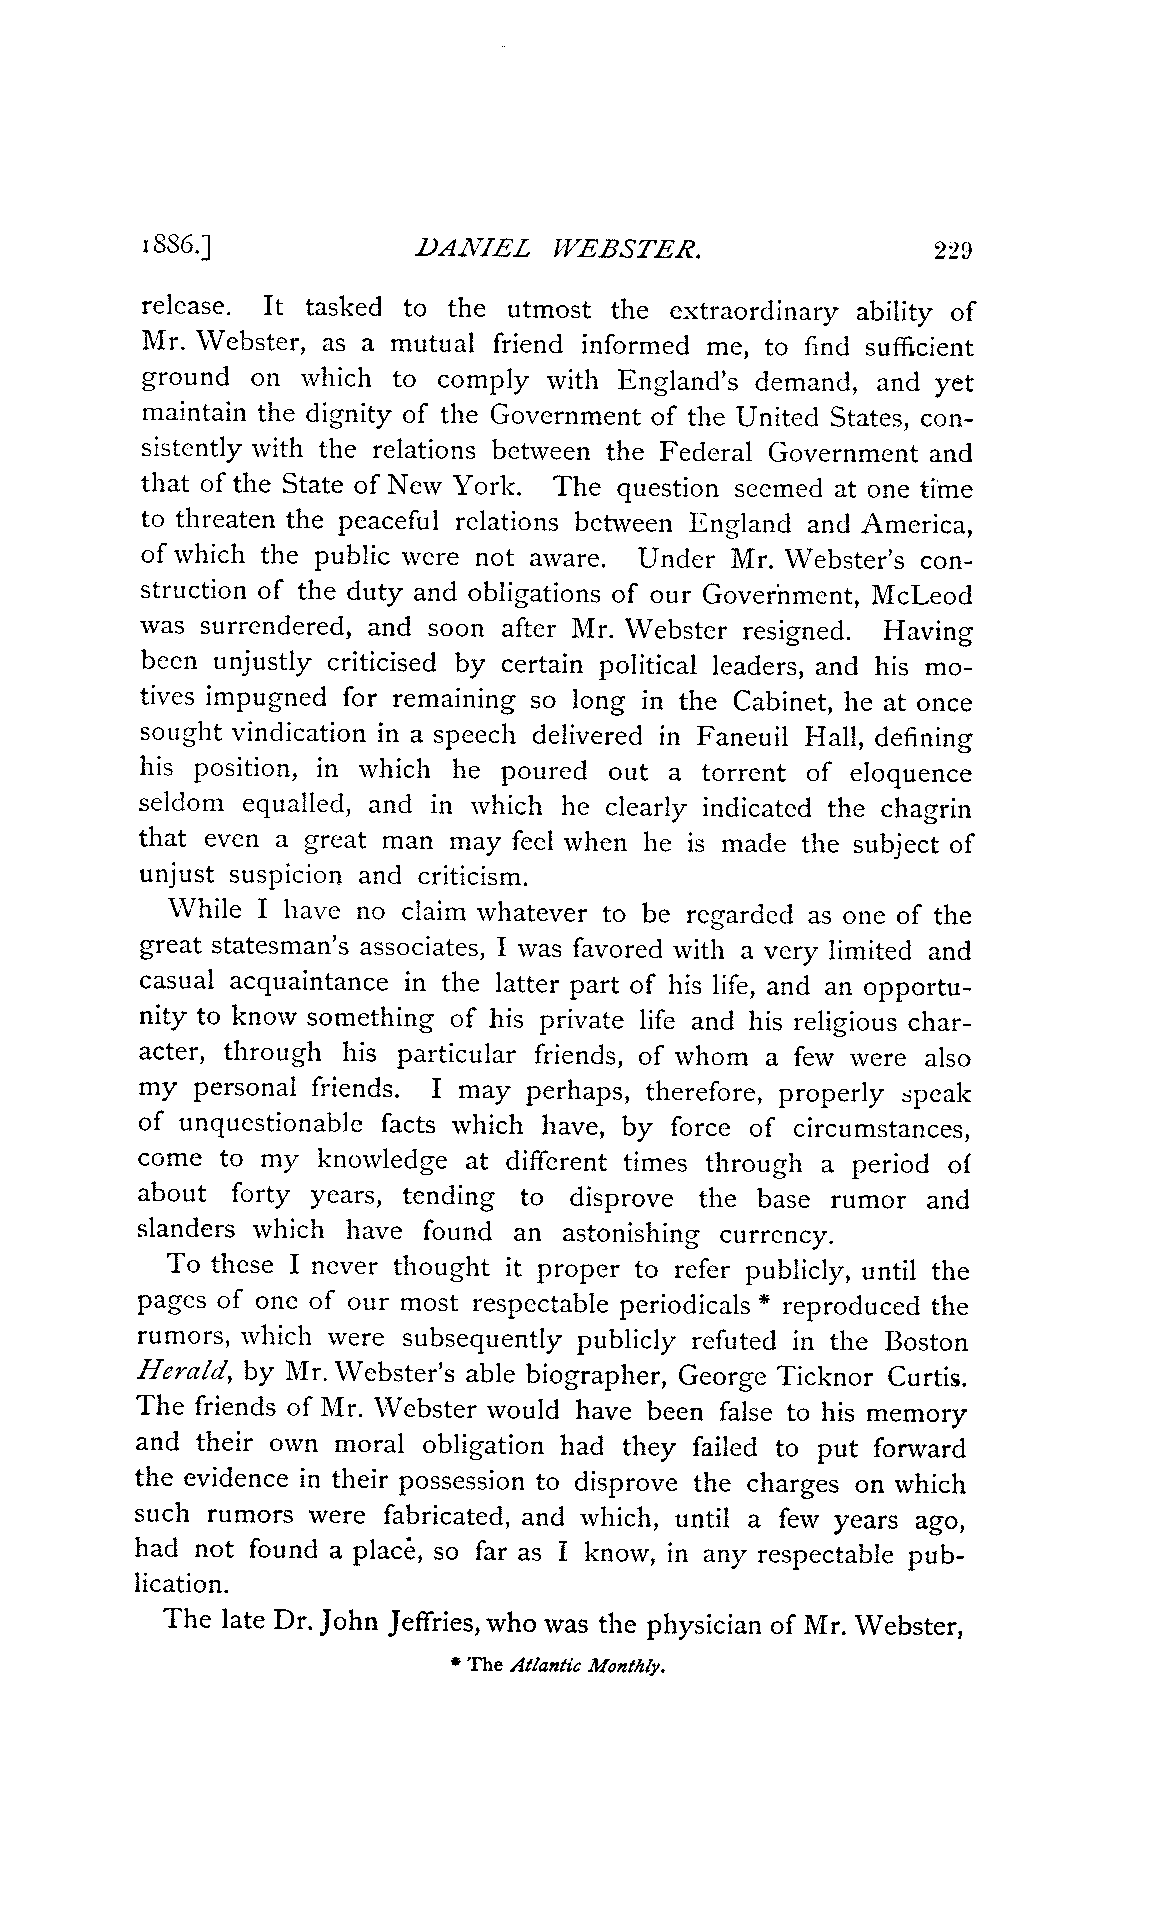 1886.] DANIEL WEBSTER. 229
release. It tasked to the utmost the extraordinary ability of
Mr. Webster, as a mutual friend informed me, to find sufficient
ground on which to comply with England's demand, and yet
maintain the dignity of the Government of the United States, con-
sistently with the relations between the Federal Government and
that of the State of New York. The question seemed at one time
to threaten the peaceful relations between England and America,
of which the public were not aware. Under Mr. Webster's con-
struction of the duty and obligations of our Government, McLeod
was surrendered, and soon after Mr. Webster resigned. Having
been unjustly criticised by certain political leaders, and his mo-
tives impugned for remaining so long in the Cabinet, he at once
sought vindication in a speech delivered in Faneuil Hall, defining
his position, in which he poured out a torrent of eloquence
seldom equalled, and in which he clearly indicated the chagrin
that even a great man may feel when he is made the subject of
unjust suspicion and criticism.
While I have no claim whatever to be regarded as one of the
great statesman's associates, I was favored with a very limited and
casual acquaintance in the latter part of his life, and an opportu-
nity to know something of his private life and his religious char-
acter, through his particular friends, of whom a few were also
my personal friends. I may perhaps, therefore, properly speak
of unquestionable facts which have, by force of circumstances,
come to my knowledge at different times through a period of
about forty years, tending to disprove the base rumor and
slanders which have found an astonishing currency.
To these I never thought it proper to refer publicly, until the
pages of one of our most respectable periodicals * reproduced the
rumors, which were subsequently publicly refuted in the Boston
Herald, by Mr. Webster's able biographer, George Ticknor Curtis.
The friends of Mr. Webster would have been false to his memory
and their own moral obligation had they failed to put forward
the evidence in their possession to disprove the charges on which
such rumors were fabricated, and which, until a few years ago,
had not found a place, so far as I know, in any respectable pub-
lication.
The late Dr. John Jeffries, who was the physician of Mr. Webster,
* The Atlantic Monthly.